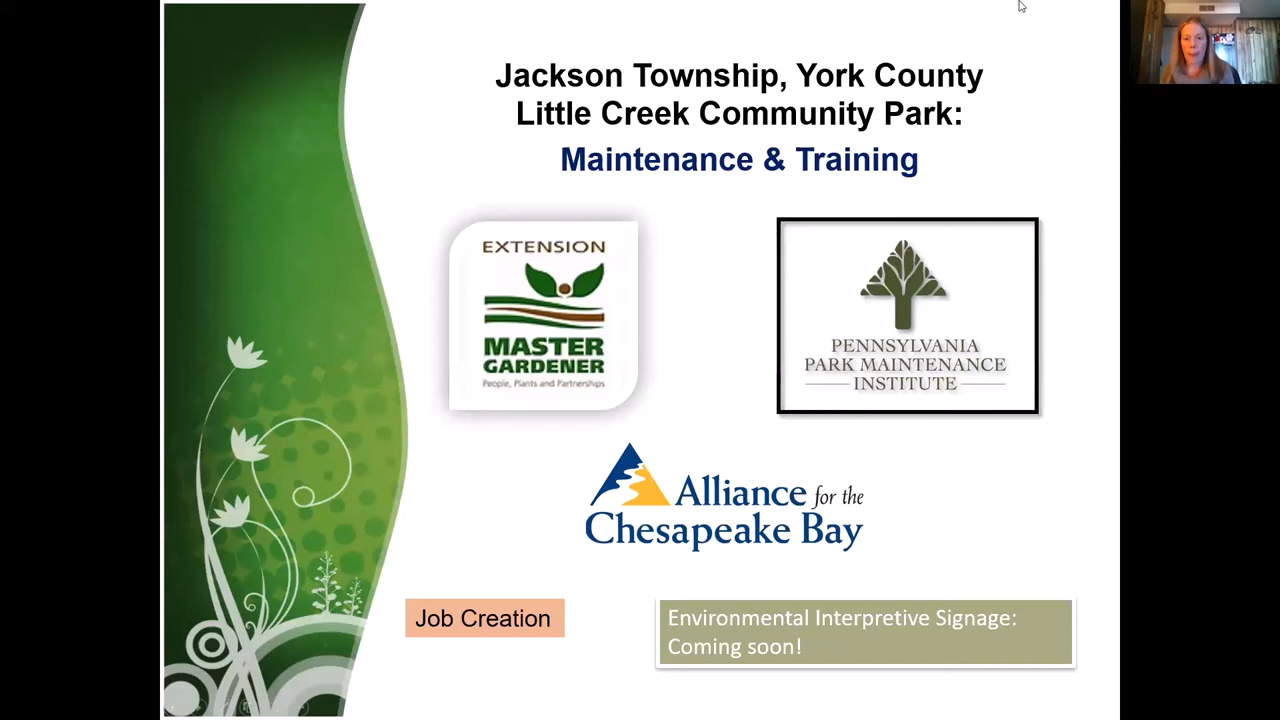 Jackson Township, York County
Little Creek Community Park:
Maintenance & Training
EXTENSION
MASTER
GARDENER
People, Plants and Partnerships
PENNSYLVANIA
PARK MAINTENANCE
INSTITUTE
Alliance for the
Chesapeake Bay
Job Creation
Environmental Interpretive Signage:
Coming soon!